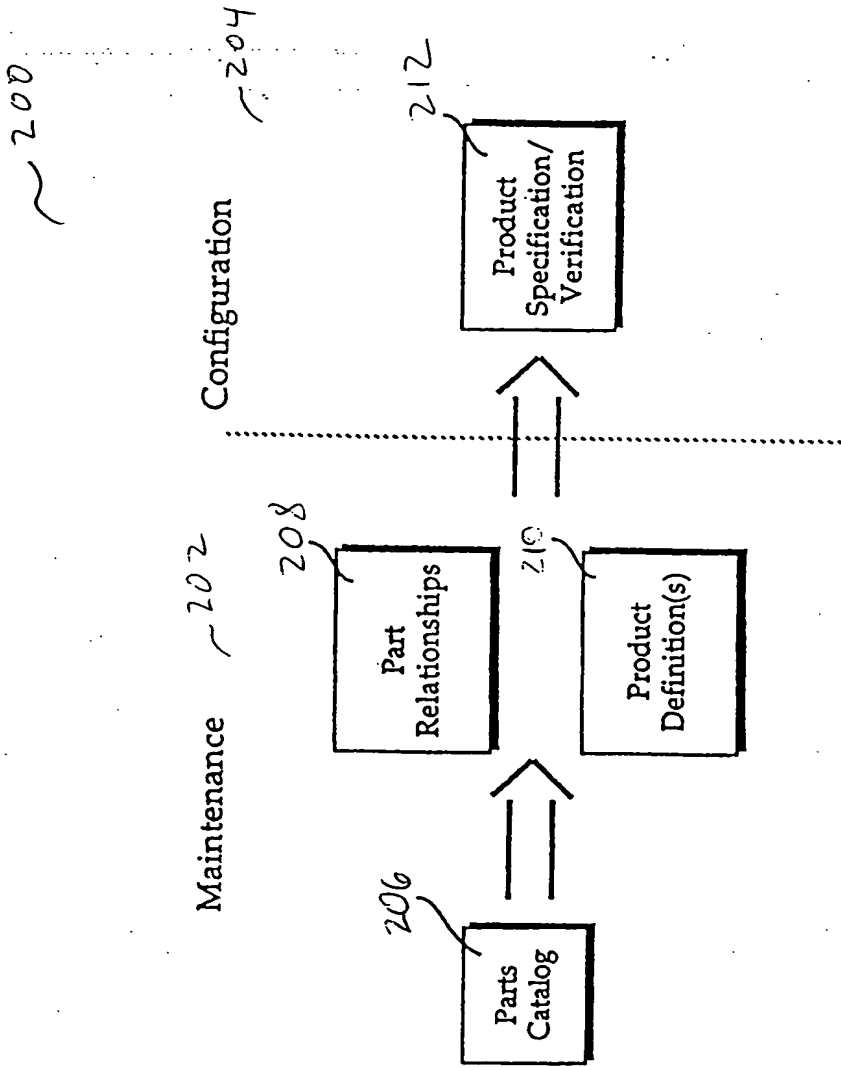 200
Maintenance
202
Configuration
204
206
Parts
Catalog
208
Part
Relationships
210
Product
Definition(s)
212
Product
Specification/
Verification